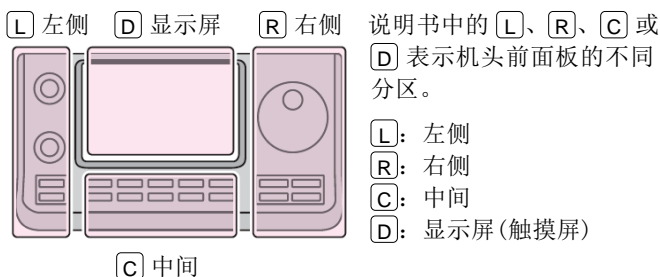 L 左侧 D 显示屏 R 右侧
C 中间
说明书中的 L、R、C 或
D 表示机头前面板的不同
分区。
L: 左侧
R: 右侧
C: 中间
D: 显示屏(触摸屏)